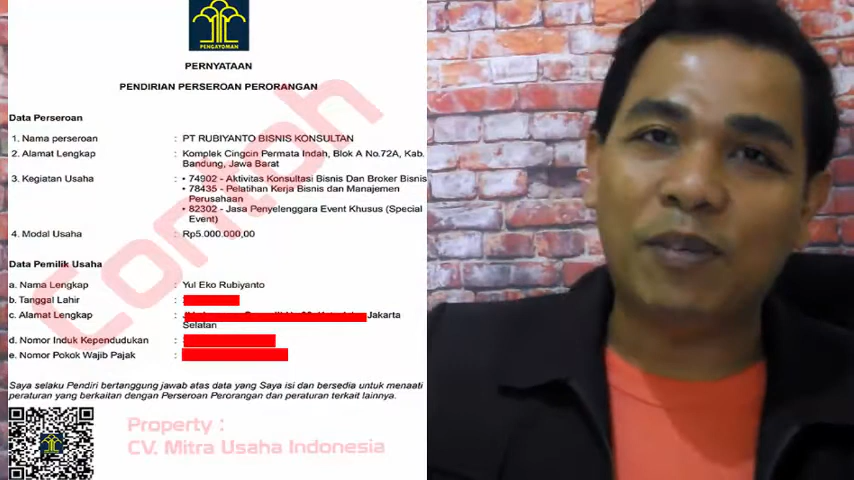 PENGAYOMAN
PERNYATAAN
PENDIRIAN PERSEROAN PERORANGAN
Data Perseroan
1. Nama perseroan : PT RUBIYANTO BISNIS KONSULTAN
2. Alamat Lengkap : Komplek Cingcin Permata Indah, Blok A No.72A, Kab.
Bandung, Jawa Barat
3. Kegiatan Usaha : • 74902 - Aktivitas Konsultasi Bisnis Dan Broker Bisnis
• 78435 - Pelatihan Kerja Bisnis dan Manajemen
Perusahaan
• 82302 - Jasa Penyelenggara Event Khusus (Special
Event)
4. Modal Usaha : Rp5.000.000,00
Data Pemilik Usaha
a. Nama Lengkap : Yul Eko Rubiyanto
b. Tanggal Lahir :
c. Alamat Lengkap : Jakarta
Selatan
d. Nomor Induk Kependudukan :
e. Nomor Pokok Wajib Pajak :
Saya selaku Pendiri bertanggung jawab atas data yang Saya isi dan bersedia untuk menaati
peraturan yang berkaitan dengan Perseroan Perorangan dan peraturan terkait lainnya.
Contoh
Property :
CV. Mitra Usaha Indonesia